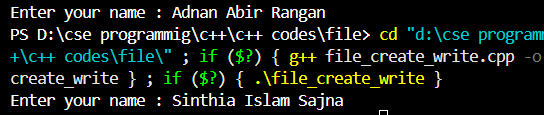 Enter your name : Adnan Abir Rangan
PS D:\cse programmig\c++\c++ codes\file> cd "d:\cse program
+\c++ codes\file\" ; if ($?) { g++ file_create_write.cpp -o
create_write } ; if ($?) { .\file_create_write }
Enter your name : Sinthia Islam Sajna